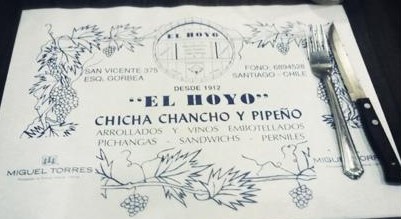 EL HOYO
SAN VICENTE 375
ESQ. GORBEA
FONO: 6894528
SANTIAGO - CHILE
DESDE 1912
"EL HOYO"
CHICHA CHANCHO Y PIPEÑO
ARROLLADOS Y VINOS EMBOTELLADOS
PICHANGAS - SANDWICHS - PERNILES
MIGUEL TORRES
MIGUEL TORRES